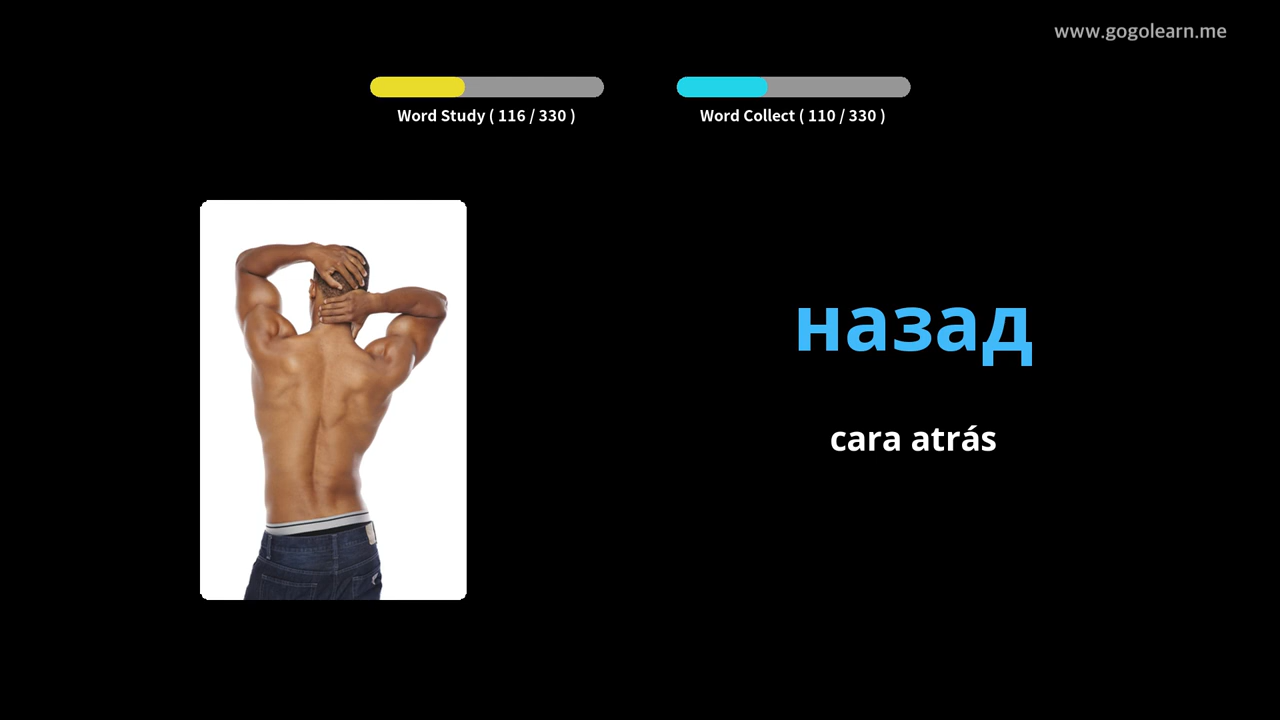 www.gogolearn.me
Word Study ( 116 / 330 )
Word Collect ( 110 / 330 )
назад
cara atrás